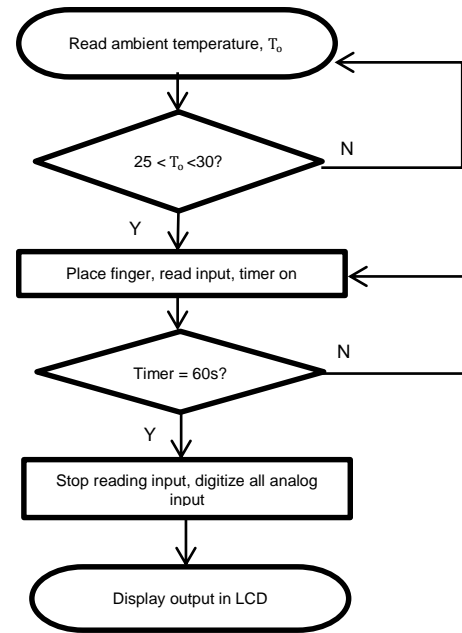 Read ambient temperature, Tₒ
25 < Tₒ <30?
N
Y
Place finger, read input, timer on
Timer = 60s?
N
Y
Stop reading input, digitize all analog
input
Display output in LCD